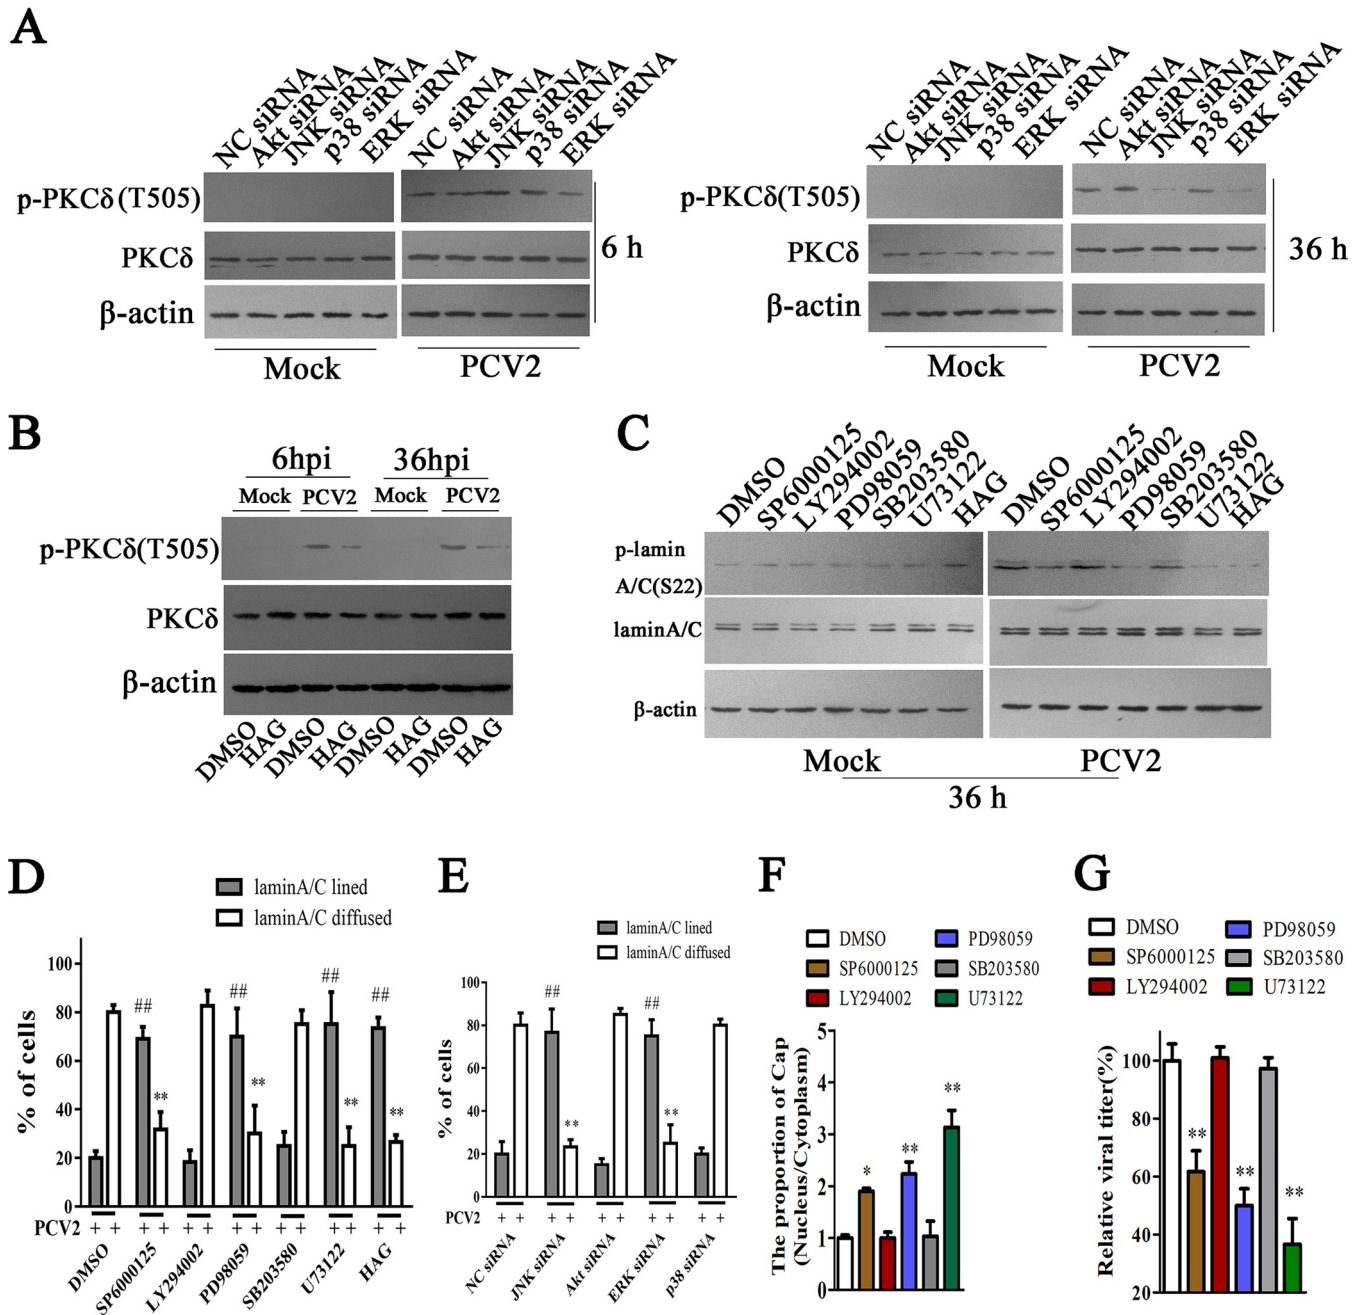 A
NC siRNA
Akt siRNA
JNK siRNA
p38 siRNA
ERK siRNA
NC siRNA
Akt siRNA
JNK siRNA
p38 siRNA
ERK siRNA
p-PKCδ(T505)
PKCδ
β-actin
6 h
Mock
PCV2
NC siRNA
Akt siRNA
JNK siRNA
p38 siRNA
ERK siRNA
NC siRNA
Akt siRNA
JNK siRNA
p38 siRNA
ERK siRNA
p-PKCδ(T505)
PKCδ
β-actin
36 h
Mock
PCV2
B
6hpi
36hpi
Mock
PCV2
Mock
PCV2
p-PKCδ(T505)
PKCδ
β-actin
DMSO
HAG
DMSO
HAG
DMSO
HAG
DMSO
HAG
C
DMSO
SP6000125
LY294002
PD98059
SB203580
U73122
HAG
DMSO
SP6000125
LY294002
PD98059
SB203580
U73122
HAG
p-lamin
A/C(S22)
laminA/C
β-actin
Mock
PCV2
36 h
D
laminA/C lined
laminA/C diffused
% of cells
100
80
60
40
20
0
##
**
##
**
##
**
##
**
PCV2
+ + + + + + + + + + + + + +
DMSO
SP6000125
LY294002
PD98059
SB203580
U73122
HAG
E
laminA/C lined
laminA/C diffused
% of cells
100
80
60
40
20
0
##
**
##
**
PCV2
+ + + + + + + + + +
NC siRNA
JNK siRNA
Akt siRNA
ERK siRNA
p38 siRNA
F
DMSO
SP6000125
LY294002
PD98059
SB203580
U73122
The proportion of Cap
(Nucleus/Cytoplasm)
5
4
3
2
1
0
*
**
**
G
DMSO
SP6000125
LY294002
PD98059
SB203580
U73122
Relative viral titer(%)
100
80
60
40
20
**
**
**